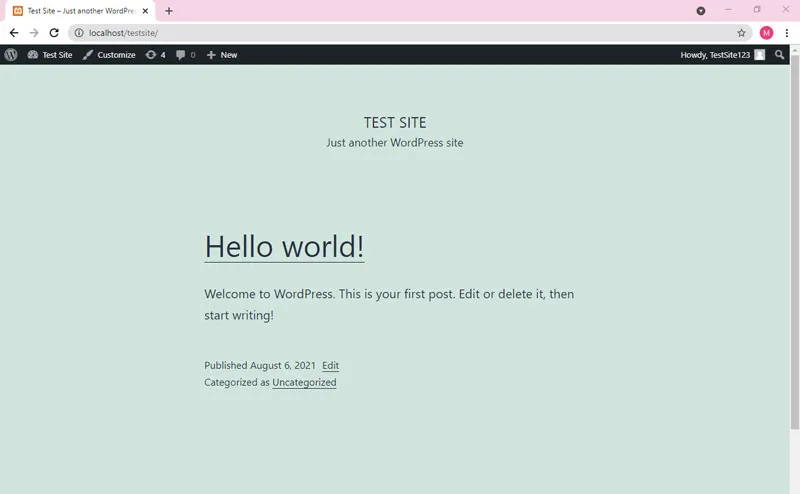 Test Site – Just another WordPre
localhost/testsite/
M
Test Site Customize 4 0 New Howdy, TestSite123
TEST SITE
Just another WordPress site
Hello world!
Welcome to WordPress. This is your first post. Edit or delete it, then
start writing!
Published August 6, 2021 Edit
Categorized as Uncategorized